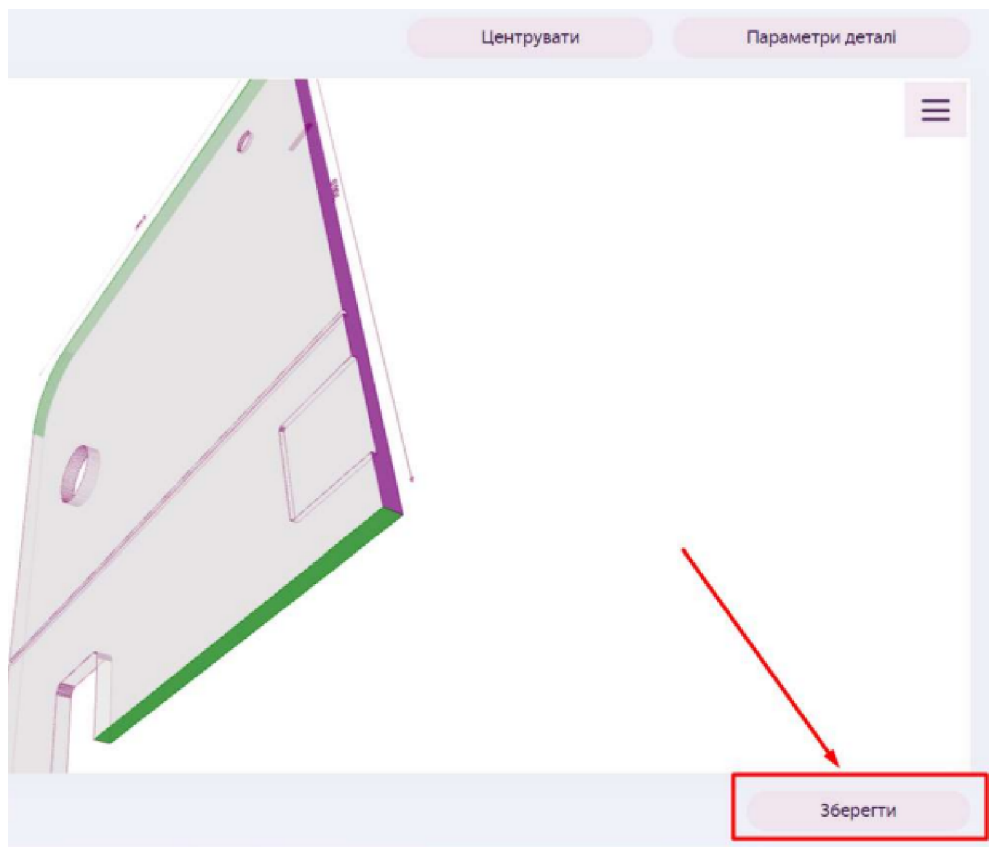 Центрувати
Параметри деталі
Зберегти